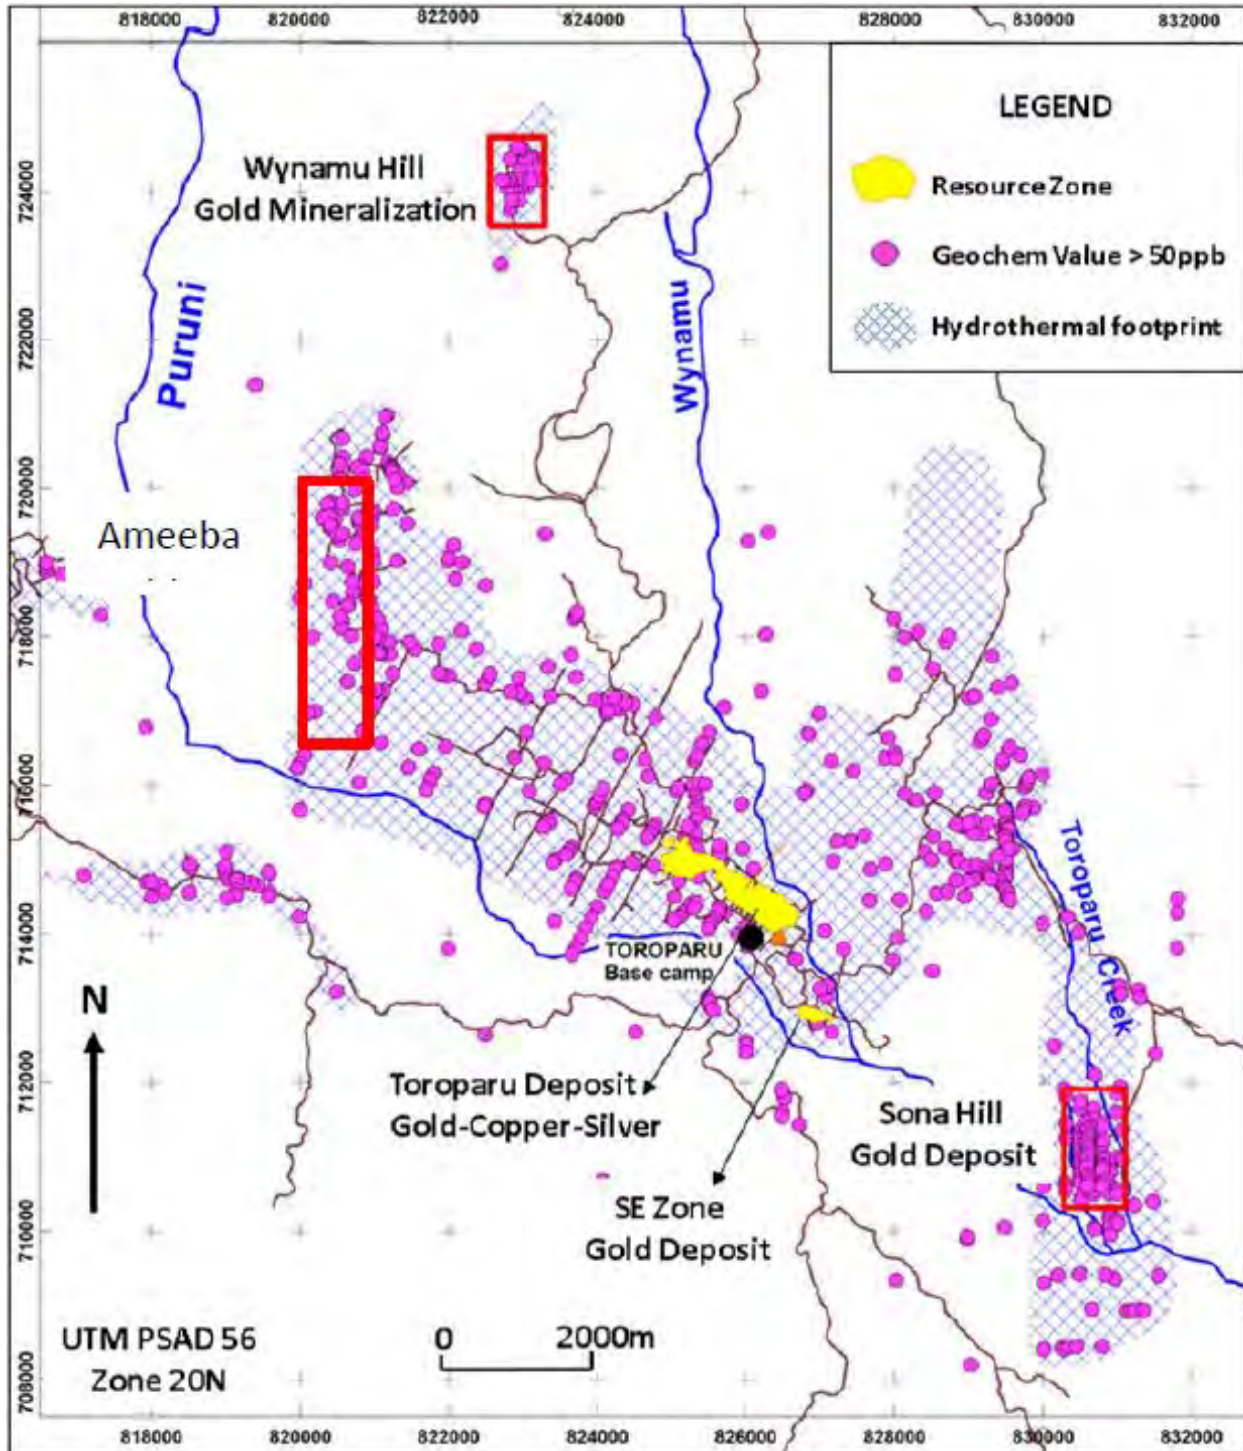 818000 820000 822000 824000 828000 830000 832000
LEGEND
Resource Zone
Geochem Value > 50ppb
Hydrothermal footprint
Wynamu Hill
Gold Mineralization
724000
Puruni
Wynamu
722000
720000
Ameeba
718000
716000
Toroparu Creek
714000
TOROPARU
Base camp
N
712000
Toroparu Deposit
Gold-Copper-Silver
Sona Hill
Gold Deposit
SE Zone
Gold Deposit
710000
UTM PSAD 56
Zone 20N
0 2000m
708000
818000 820000 822000 824000 826000 828000 830000 832000